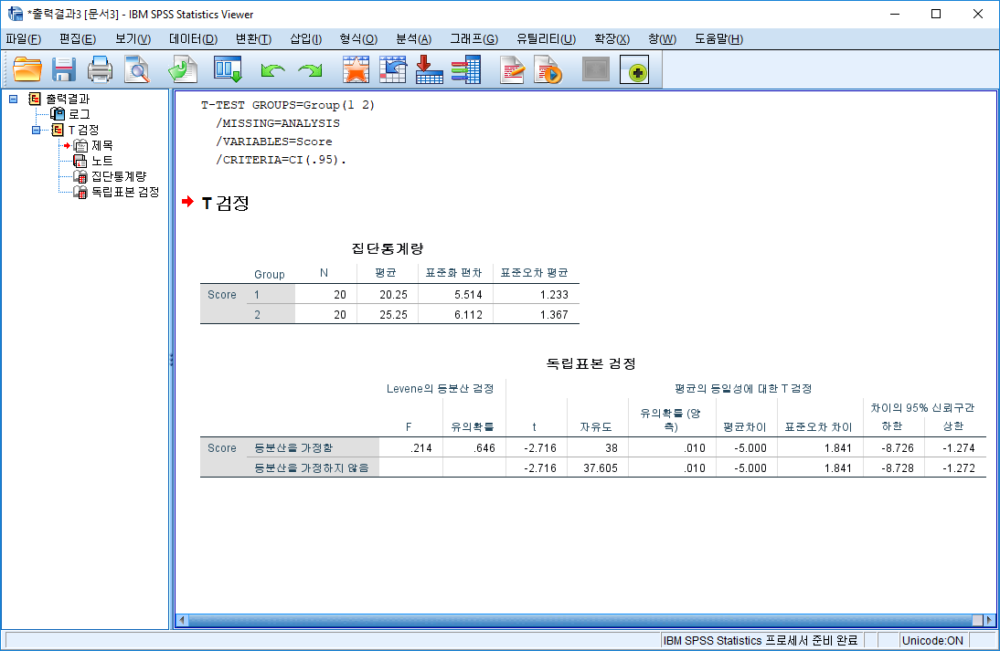 *출력결과3 [문서3] - IBM SPSS Statistics Viewer
파일(F) 편집(E) 보기(V) 데이터(D) 변환(T) 삽입(I) 형식(O) 분석(A) 그래프(G) 유틸리티(U) 확장(X) 창(W) 도움말(H)
출력결과
로그
T 검정
제목
노트
집단통계량
독립표본 검정
T-TEST GROUPS=Group(1 2)
/MISSING=ANALYSIS
/VARIABLES=Score
/CRITERIA=CI(.95).
T 검정
집단통계량
Group N 평균 표준화 편차 표준오차 평균
Score 1 20 20.25 5.514 1.233
2 20 25.25 6.112 1.367
독립표본 검정
Levene의 등분산 검정 평균의 동일성에 대한 T 검정
차이의 95% 신뢰구간
F 유의확률 t 자유도 유의확률 (양
측) 평균차이 표준오차 차이 하한 상한
Score 등분산을 가정함 .214 .646 -2.716 38 .010 -5.000 1.841 -8.726 -1.274
등분산을 가정하지 않음 -2.716 37.605 .010 -5.000 1.841 -8.728 -1.272
IBM SPSS Statistics 프로세서 준비 완료 Unicode:ON